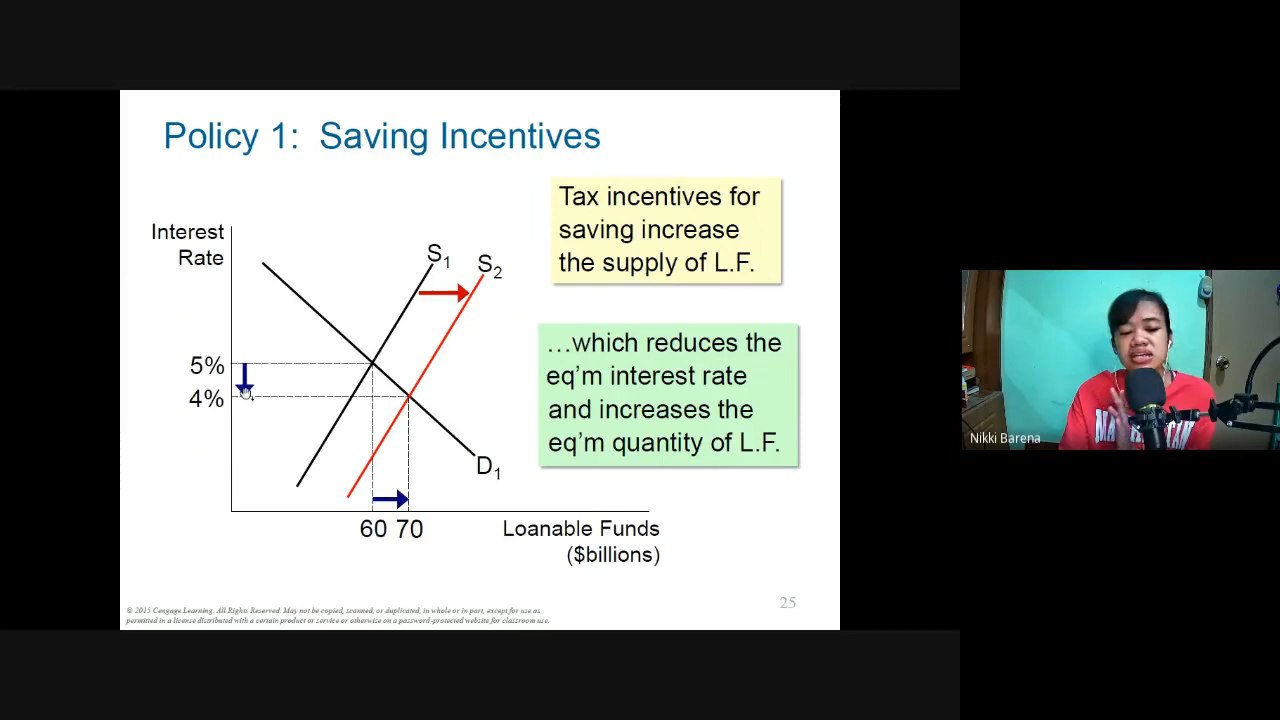 Policy 1:  Saving Incentives
Tax incentives for
saving increase
the supply of L.F.
Interest
Rate
S1
S2
…which reduces the
eq’m interest rate
and increases the
eq’m quantity of L.F.
5%
4%
D1
60 70
Loanable Funds
($billions)
Nikki Barena
25
© 2015 Cengage Learning. All Rights Reserved. May not be copied, scanned, or duplicated, in whole or in part, except for use as
permitted in a license distributed with a certain product or service or otherwise on a password-protected website for classroom use.